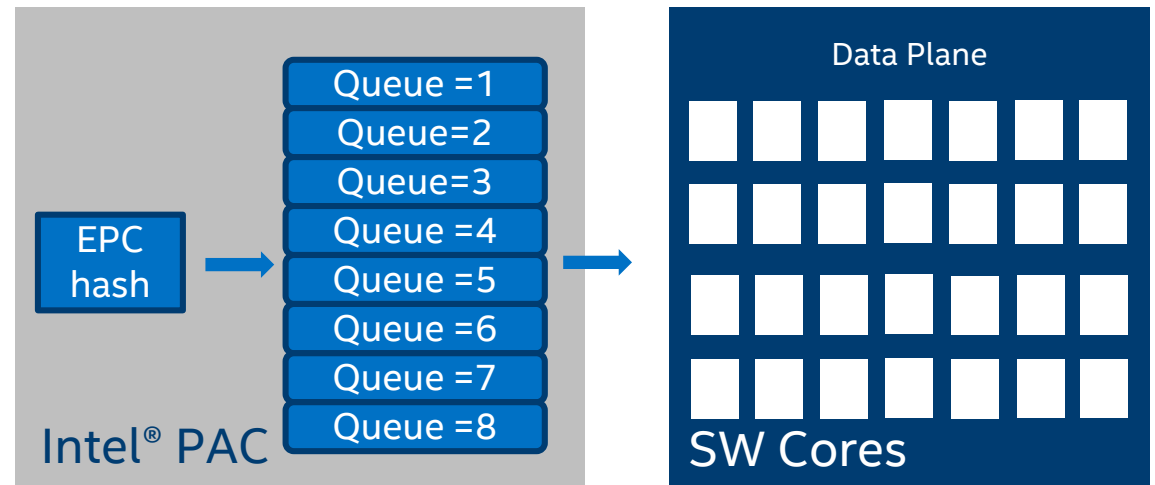 EPC
hash
Queue =1
Queue=2
Queue=3
Queue =4
Queue =5
Queue =6
Queue =7
Queue =8
Intel® PAC
Data Plane
SW Cores